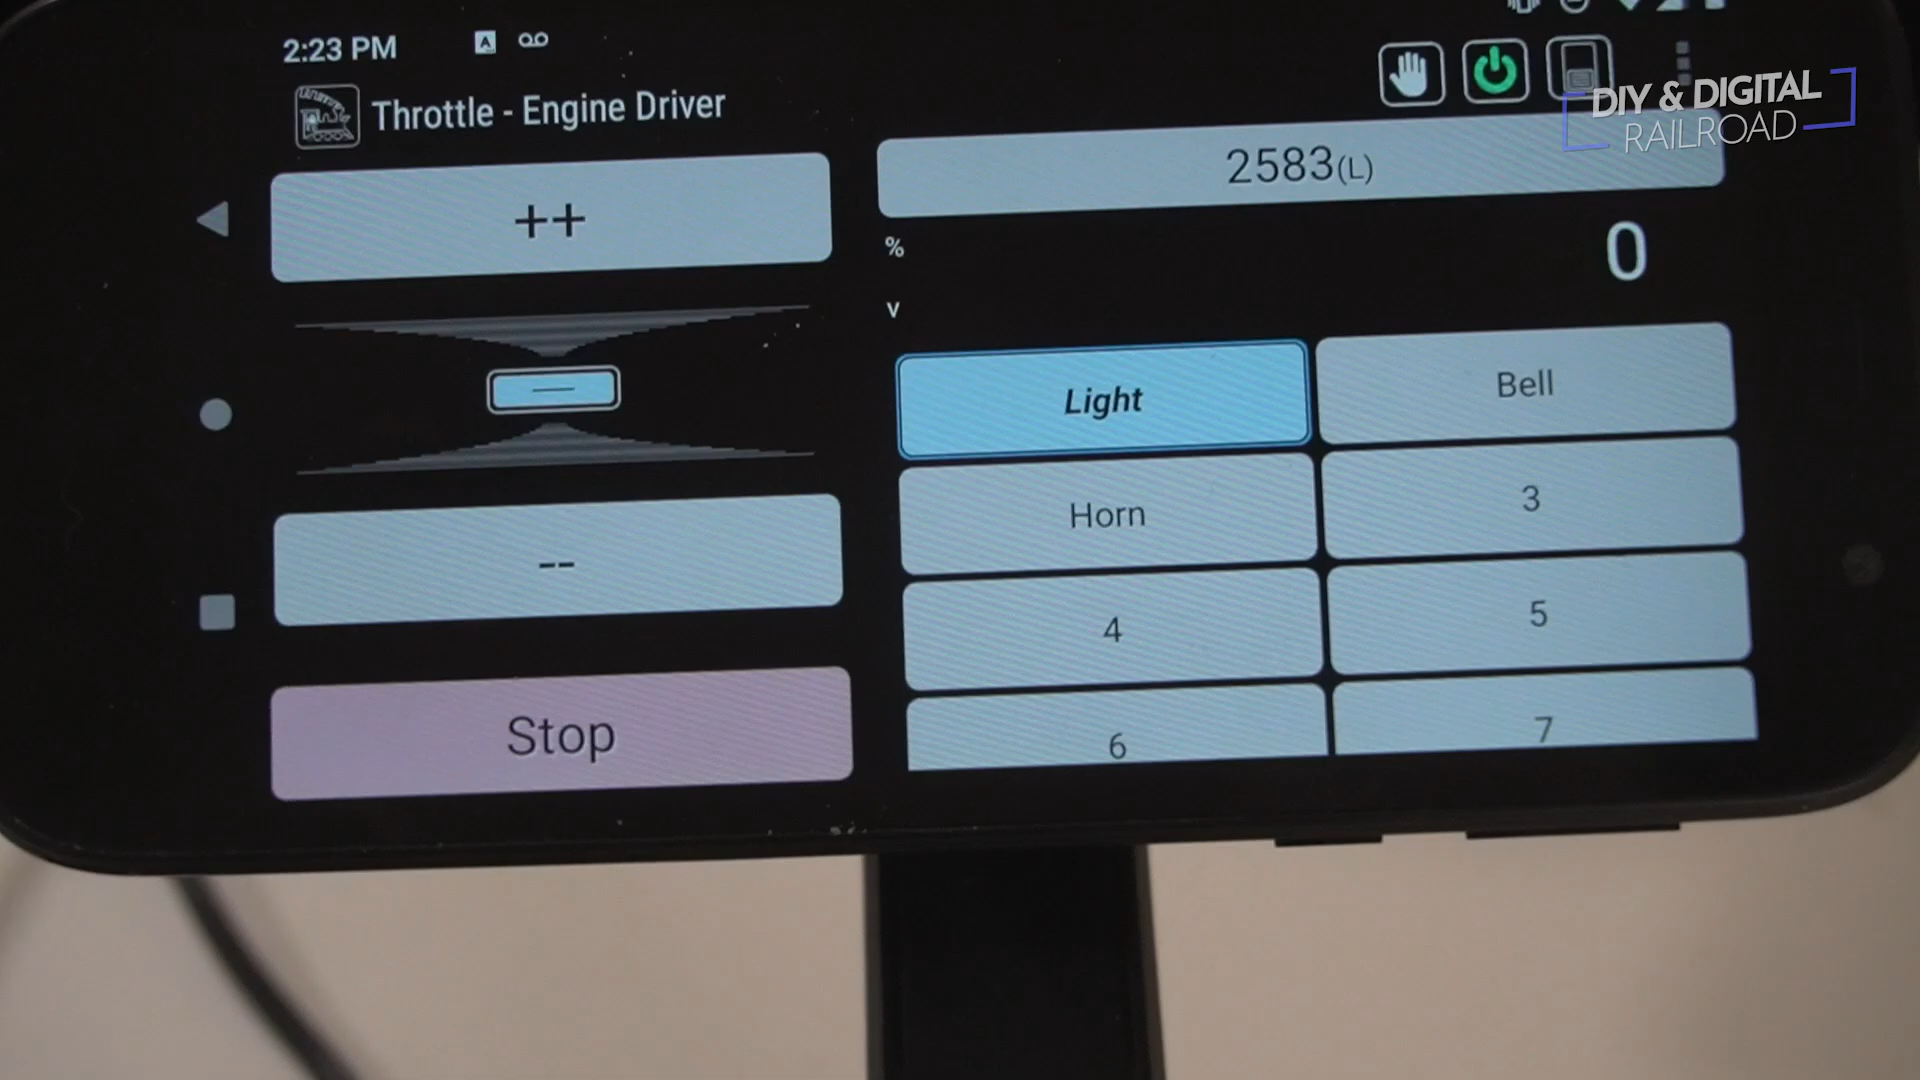 2:23 PM
Throttle - Engine Driver
DIY & DIGITAL
RAILROAD
++
2583(L)
%
0
v
Light
Bell
Horn
3
--
4
5
Stop
6
7